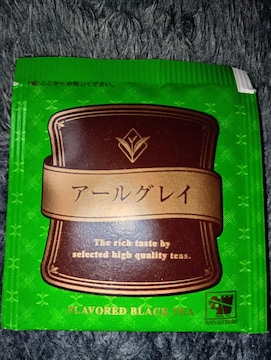 アールグレイ
The rich taste by
selected high quality teas.
FLAVORED BLACK TEA